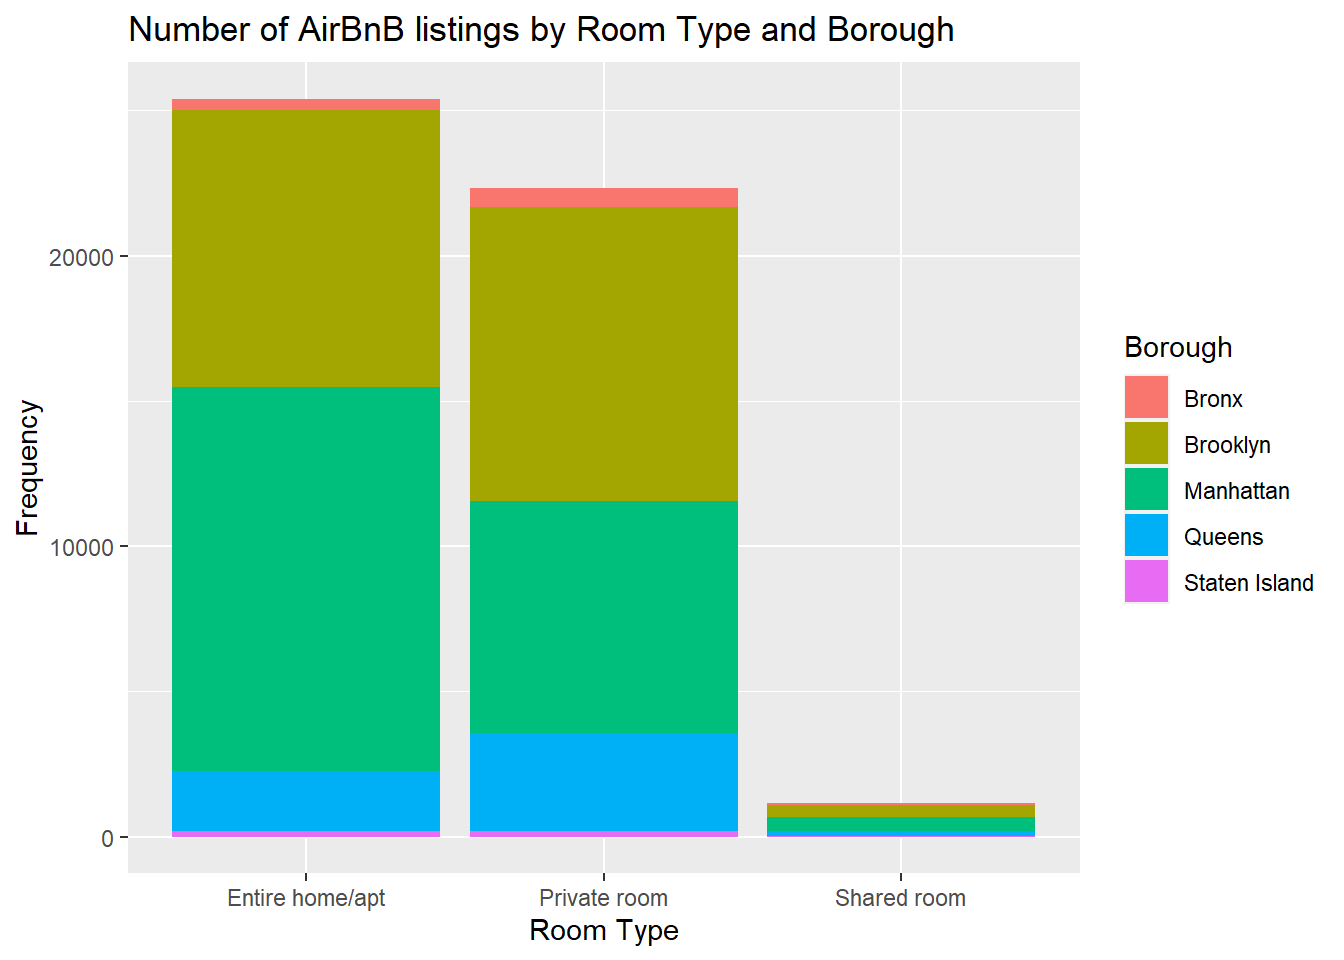 Number of AirBnB listings by Room Type and Borough
Frequency
20000
10000
0
Entire home/apt
Private room
Shared room
Room Type
Borough
Bronx
Brooklyn
Manhattan
Queens
Staten Island